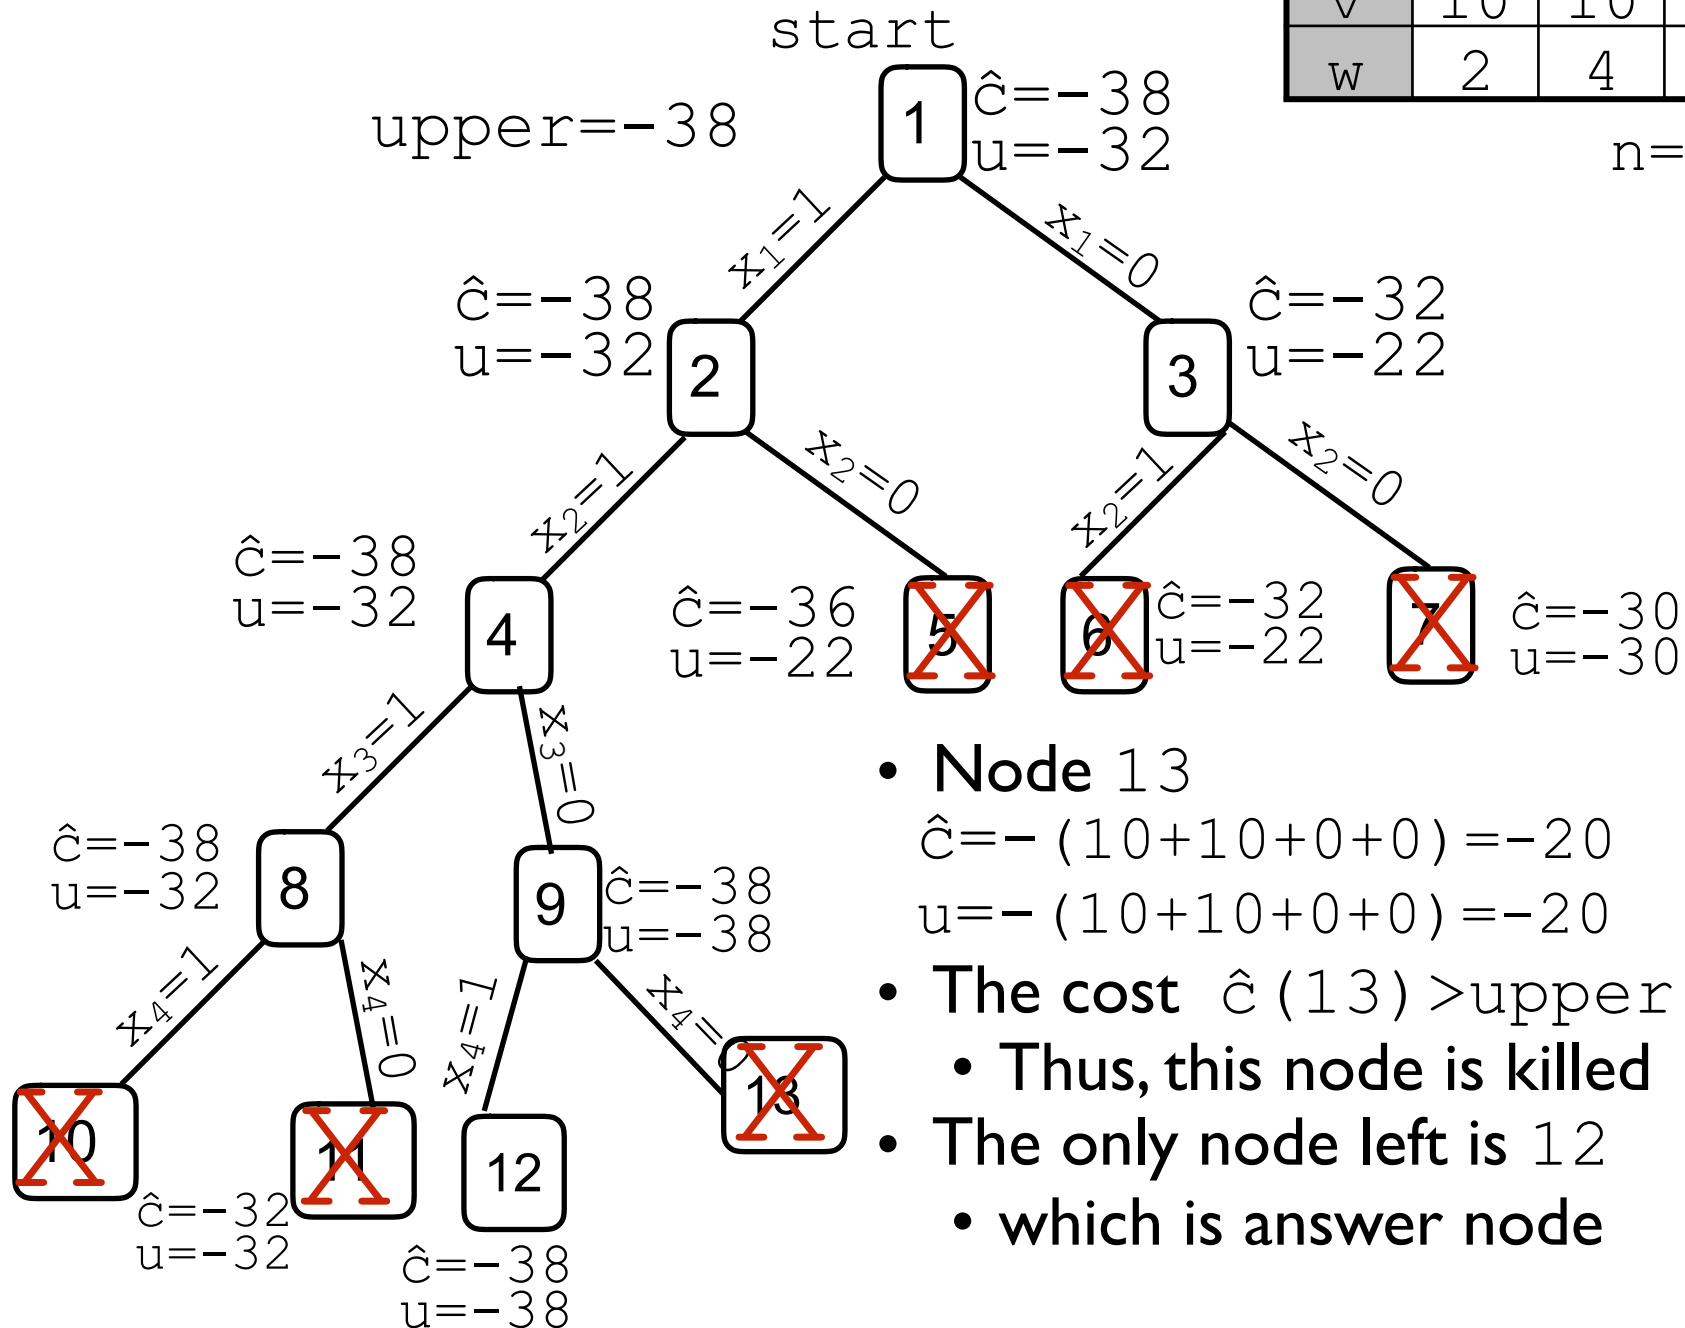 start
v 10 10
w 2 4
n=
upper=-38
1
ĉ=-38
u=-32
x1=1
x1=0
ĉ=-38
u=-32
2
3
ĉ=-32
u=-22
x2=1
x2=0
x2=1
x2=0
ĉ=-38
u=-32
4
ĉ=-36
u=-22
5
6
ĉ=-32
u=-22
7
ĉ=-30
u=-30
x3=1
x3=0
ĉ=-38
u=-32
8
9
ĉ=-38
u=-38
x4=1
x4=0
x4=1
x4=0
10
11
ĉ=-32
u=-32
12
ĉ=-38
u=-38
13
• Node 13
ĉ=-(10+10+0+0)=-20
u=-(10+10+0+0)=-20
• The cost ĉ(13)>upper
• Thus, this node is killed
• The only node left is 12
• which is answer node